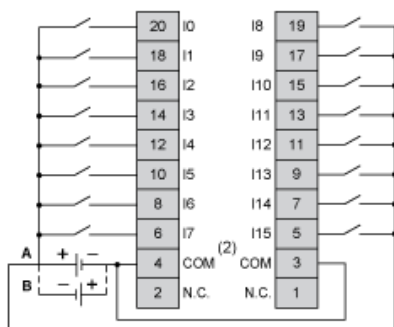 20 I0 I8 19
18 I1 I9 17
16 I2 I10 15
14 I3 I11 13
12 I4 I12 11
10 I5 I13 9
8 I6 I14 7
6 I7 I15 5
(2)
A + − 4 COM COM 3
B − + 2 N.C. N.C. 1